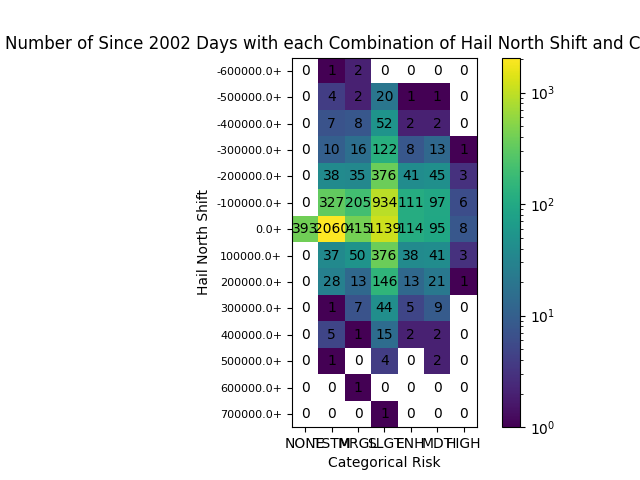 Number of Since 2002 Days with each Combination of Hail North Shift and C
-600000.0+ 0 1 2 0 0 0 0
-500000.0+ 0 4 2 20 1 1 0
-400000.0+ 0 7 8 52 2 2 0
-300000.0+ 0 10 16 122 8 13 1
-200000.0+ 0 38 35 376 41 45 3
-100000.0+ 0 327 205 934 111 97 6
0.0+ 393 2060 415 1139 114 95 8
100000.0+ 0 37 50 376 38 41 3
200000.0+ 0 28 13 146 13 21 1
300000.0+ 0 1 7 44 5 9 0
400000.0+ 0 5 1 15 2 2 0
500000.0+ 0 1 0 4 0 2 0
600000.0+ 0 0 1 0 0 0 0
700000.0+ 0 0 0 1 0 0 0
NONE TSTM MRGL SLGT ENH MDT HIGH
Categorical Risk
Hail North Shift
10³
10²
10¹
10⁰